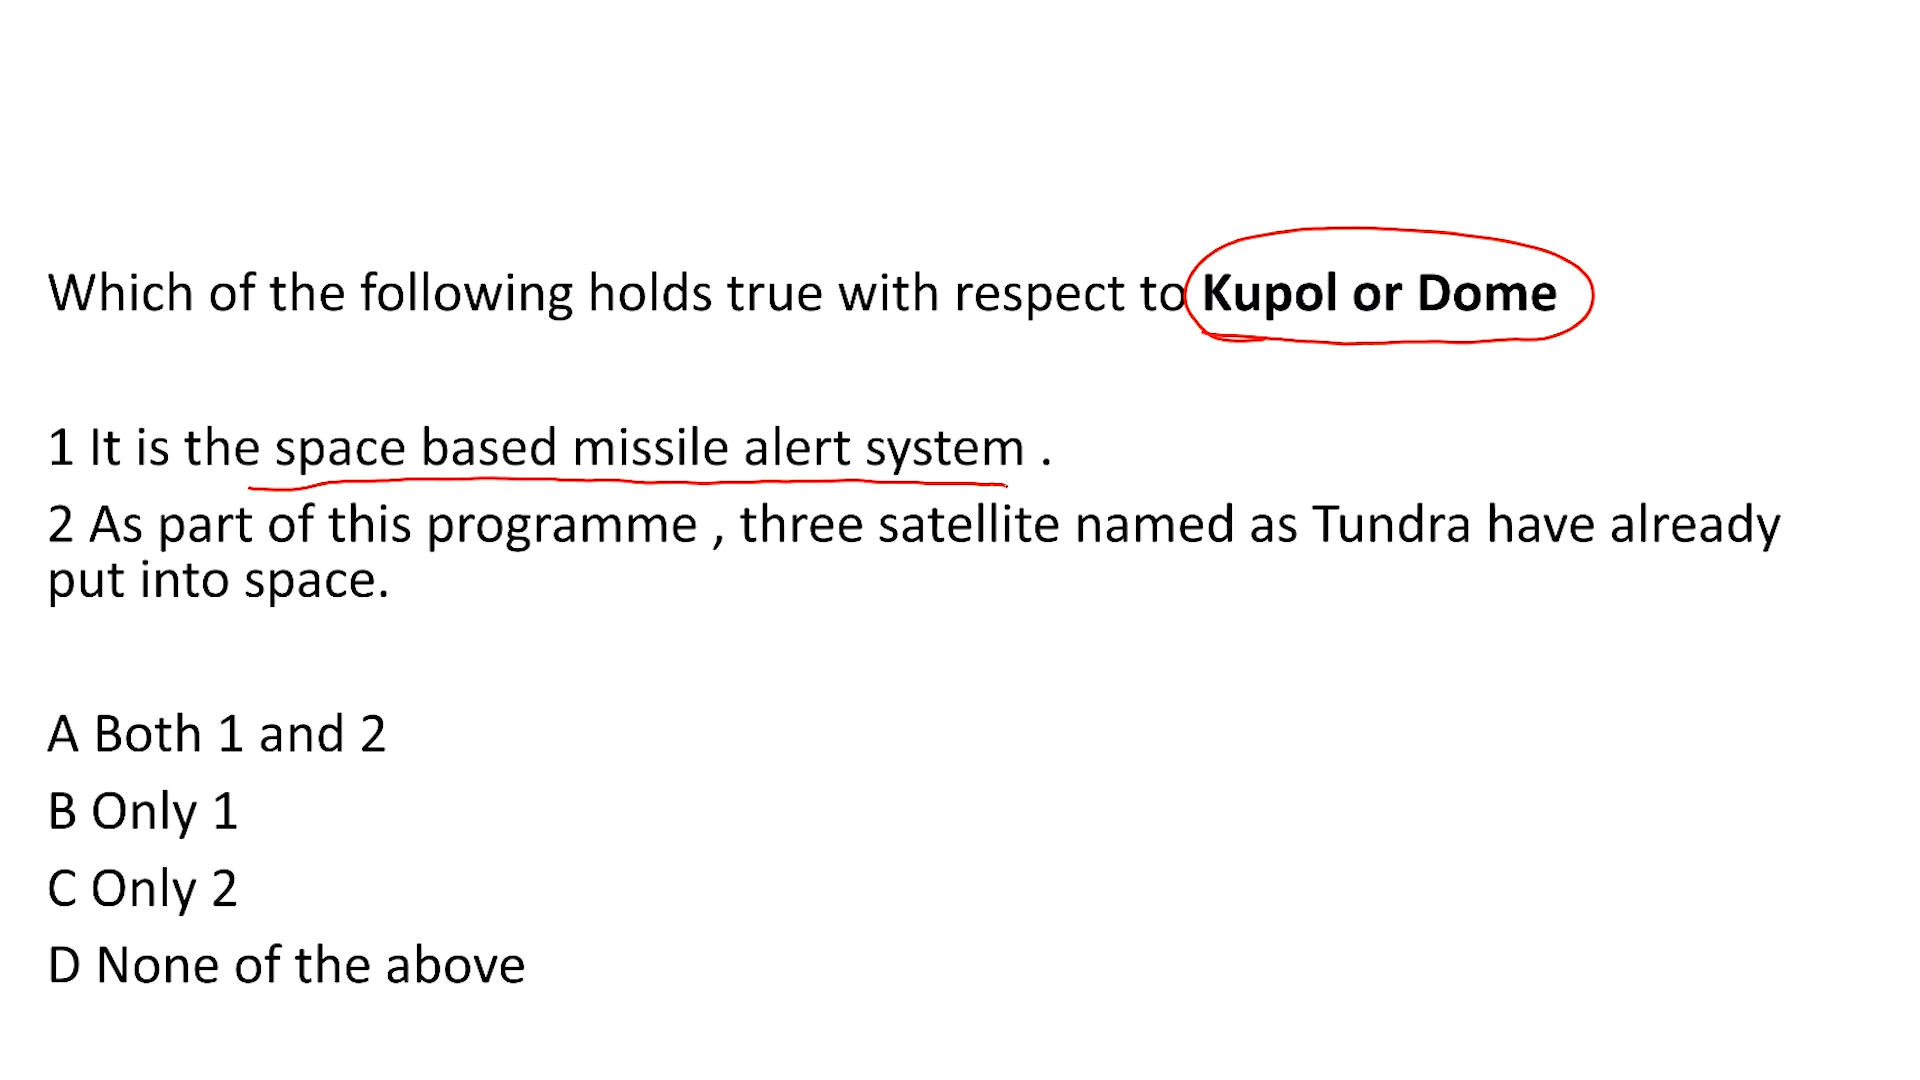 Which of the following holds true with respect to Kupol or Dome
1 It is the space based missile alert system .
2 As part of this programme , three satellite named as Tundra have already
put into space.
A Both 1 and 2
B Only 1
C Only 2
D None of the above